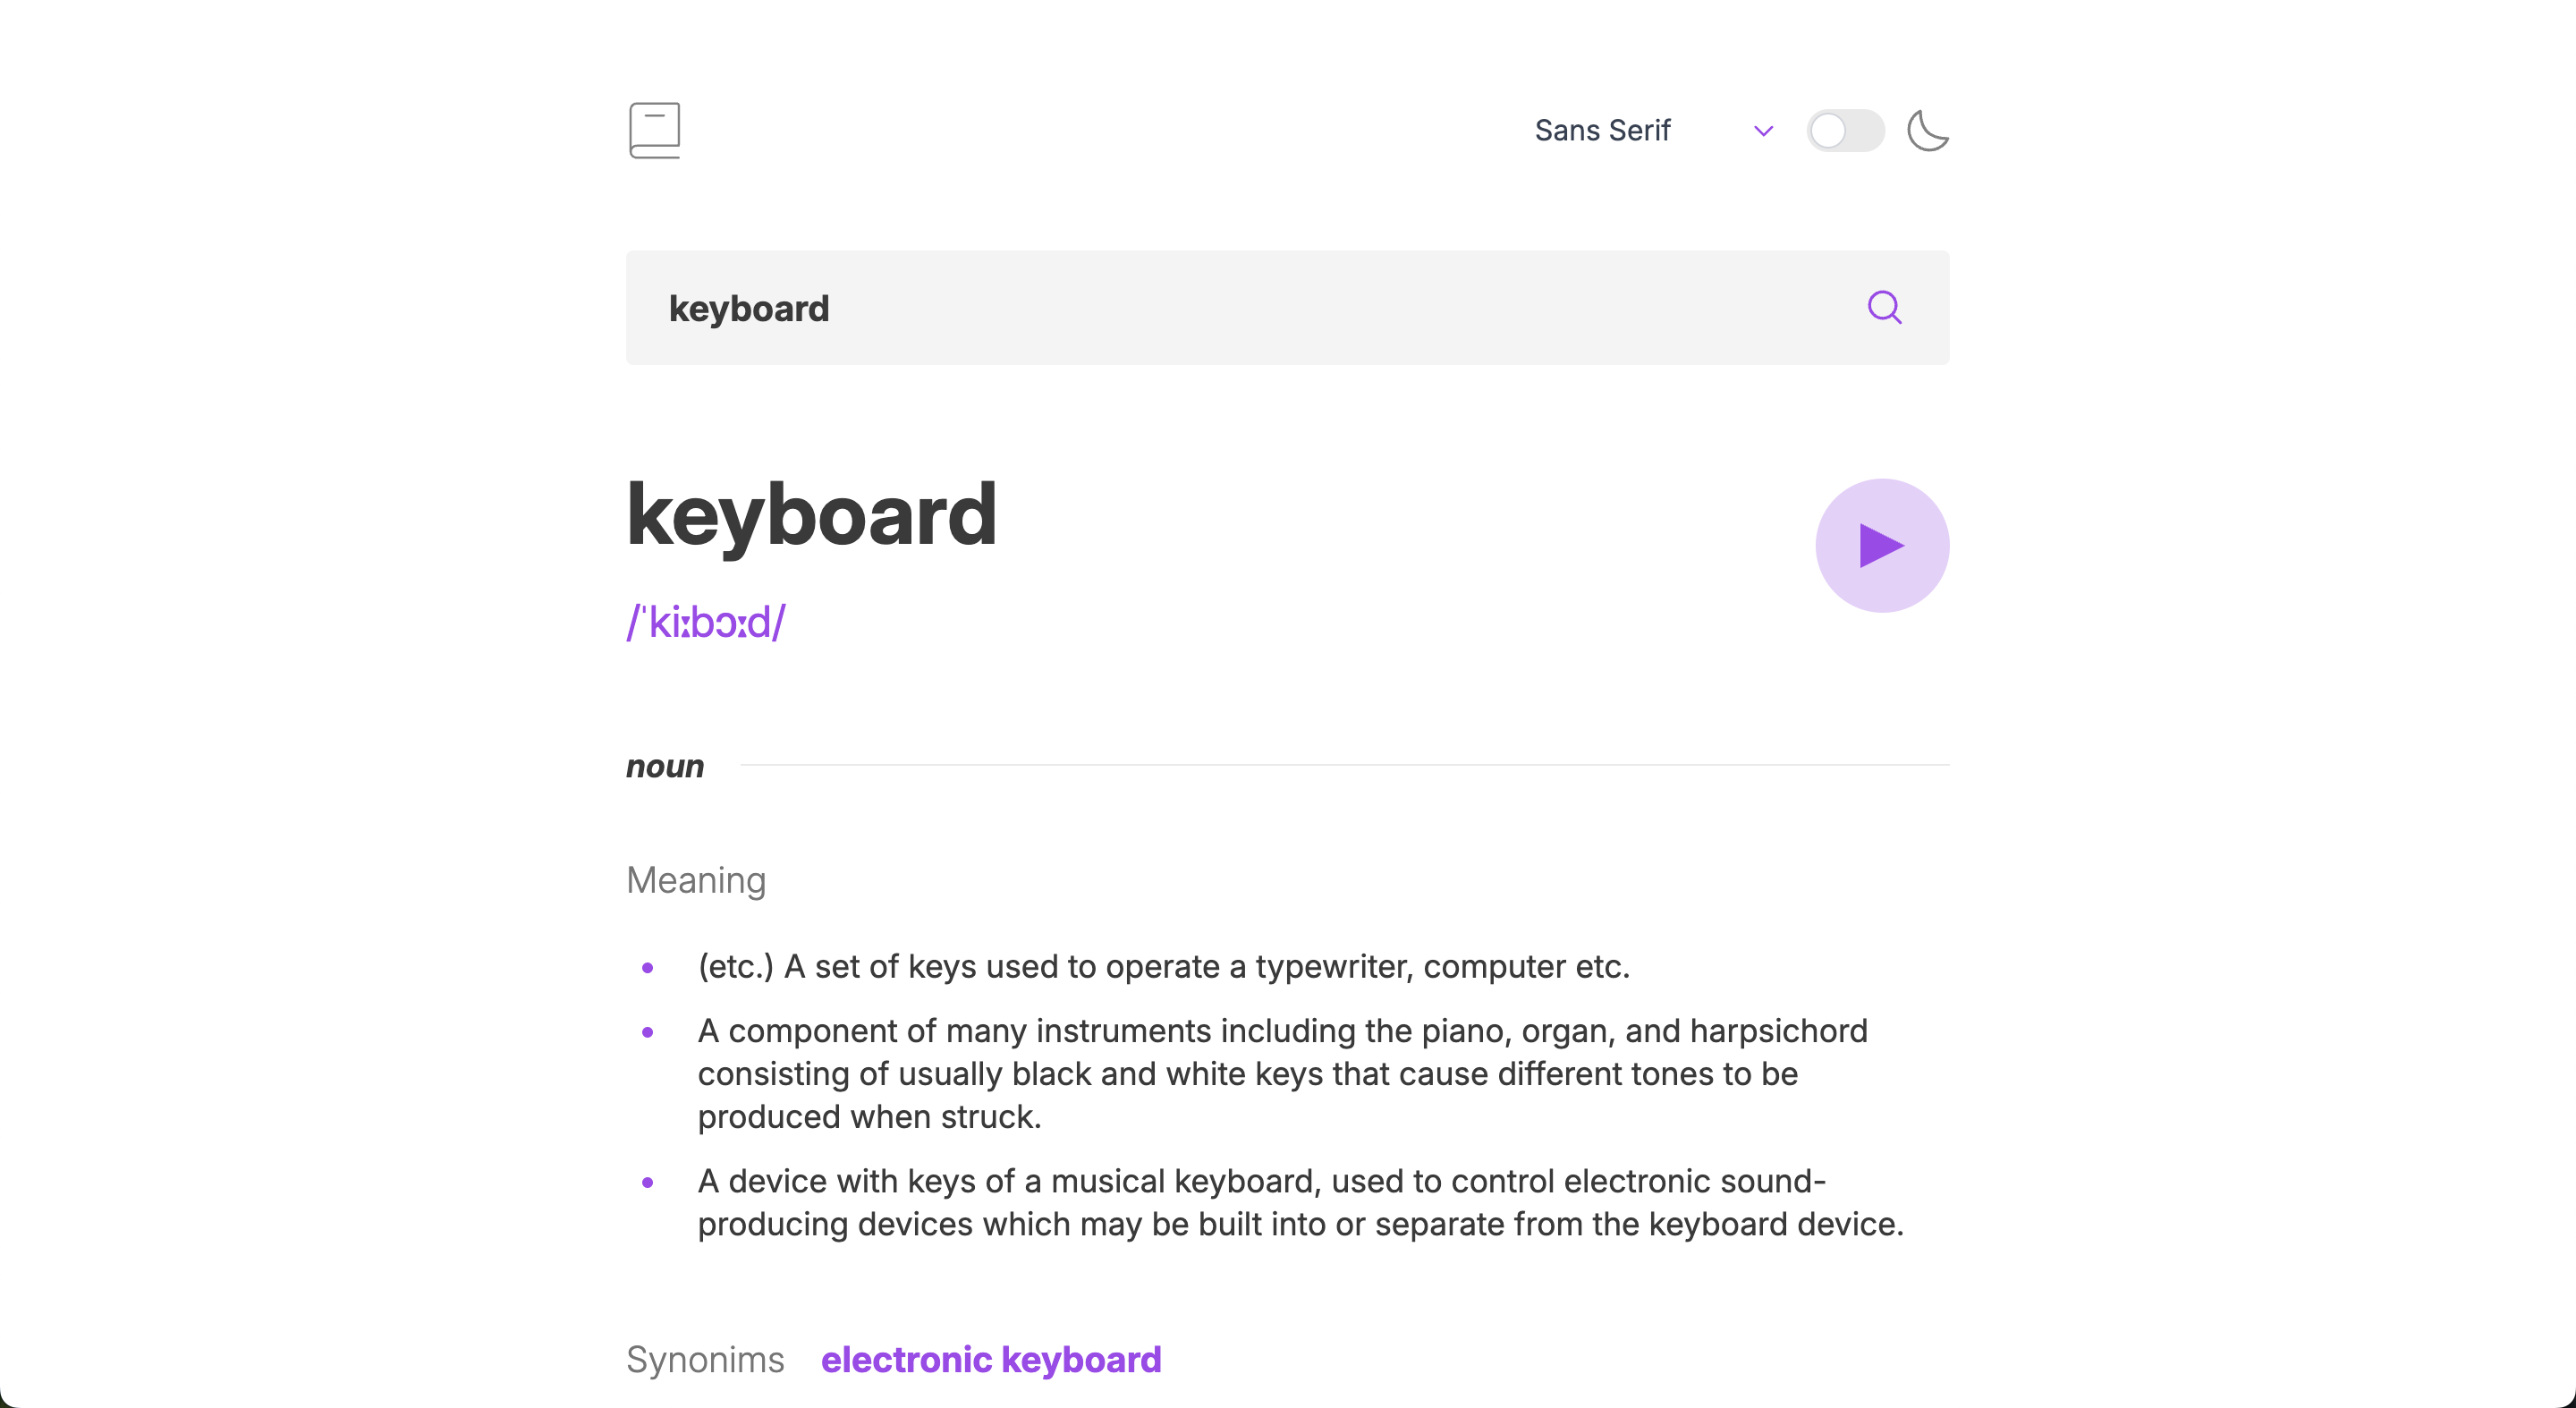 Sans Serif
keyboard
keyboard
/ˈkiːbɔːd/
noun
Meaning
(etc.) A set of keys used to operate a typewriter, computer etc.
A component of many instruments including the piano, organ, and harpsichord
consisting of usually black and white keys that cause different tones to be
produced when struck.
A device with keys of a musical keyboard, used to control electronic sound-
producing devices which may be built into or separate from the keyboard device.
Synonims electronic keyboard